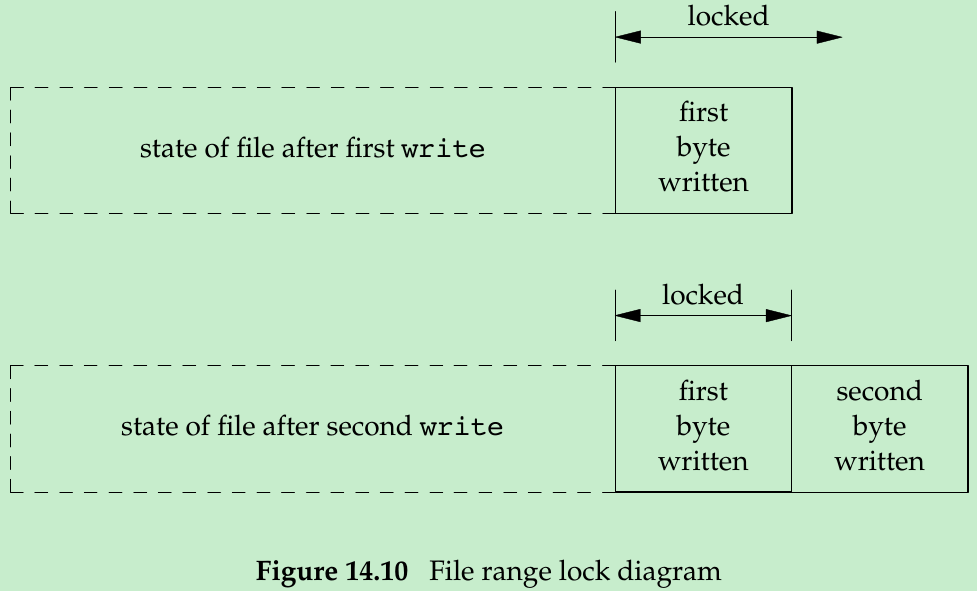 locked
state of file after first write
first
byte
written
locked
state of file after second write
first
byte
written
second
byte
written
Figure 14.10 File range lock diagram